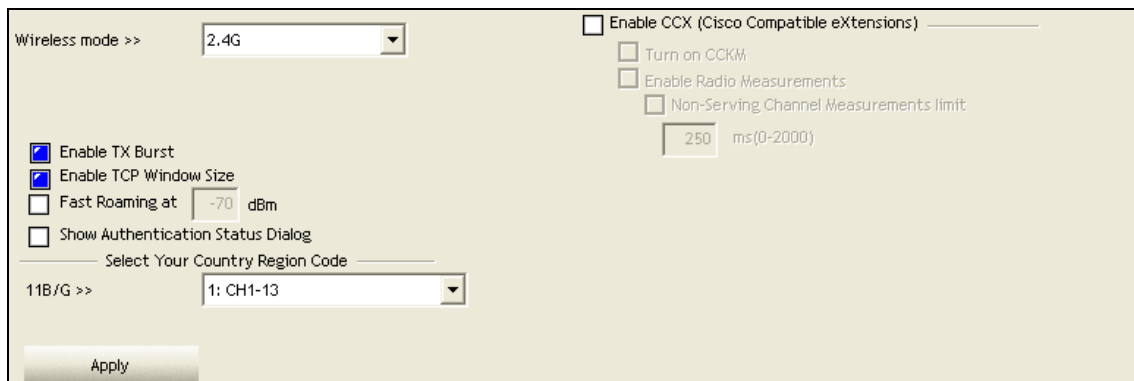 Wireless mode >>
2.4G
Enable TX Burst
Enable TCP Window Size
Fast Roaming at -70 dBm
Show Authentication Status Dialog
Select Your Country Region Code
11B/G >>
1: CH1-13
Apply
Enable CCX (Cisco Compatible eXtensions)
Turn on CCKM
Enable Radio Measurements
Non-Serving Channel Measurements limit
250 ms(0-2000)